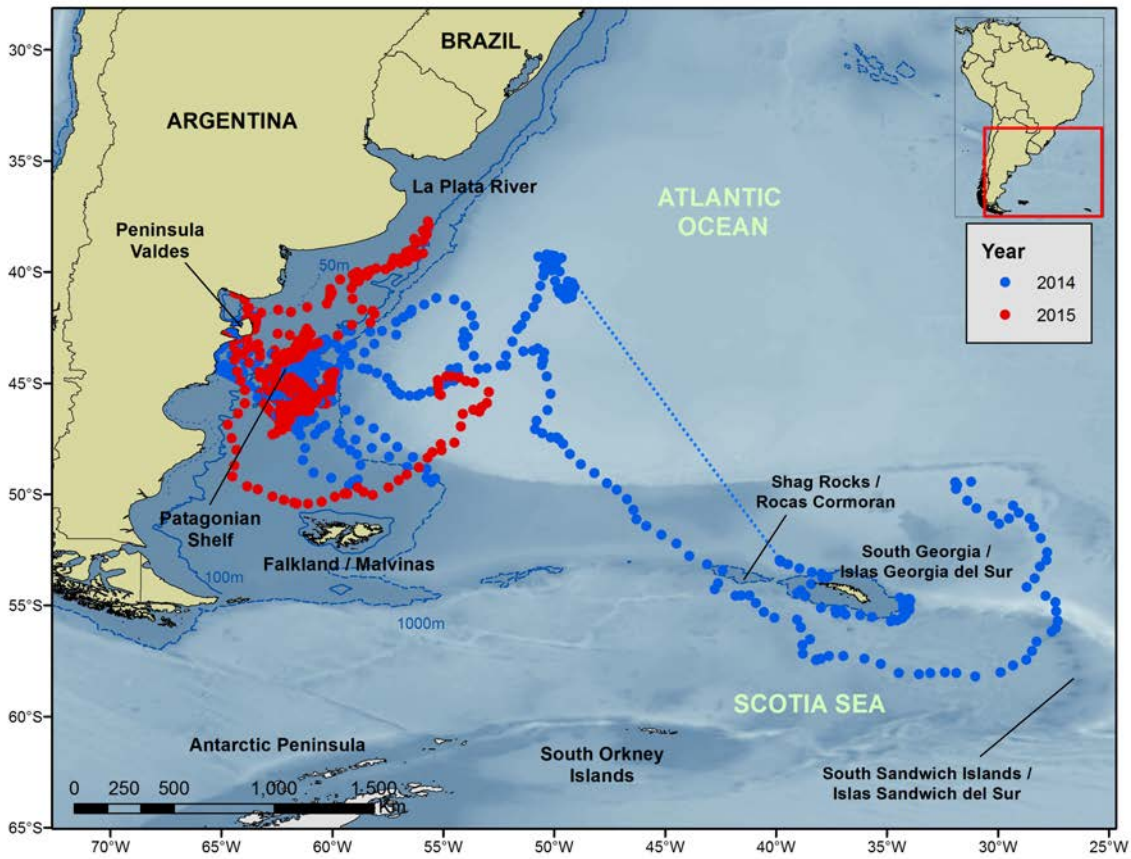 BRAZIL
ARGENTINA
La Plata River
ATLANTIC
OCEAN
Peninsula
Valdes
50m
Year
2014
2015
Shag Rocks /
Rocas Cormoran
Patagonian
Shelf
Falkland / Malvinas
South Georgia /
Islas Georgia del Sur
100m
1000m
SCOTIA SEA
Antarctic Peninsula
South Orkney
Islands
South Sandwich Islands /
Islas Sandwich del Sur
0 250 500 1,000 1,500
Km
30°S
35°S
40°S
45°S
50°S
55°S
60°S
65°S
70°W 65°W 60°W 55°W 50°W 45°W 40°W 35°W 30°W 25°W